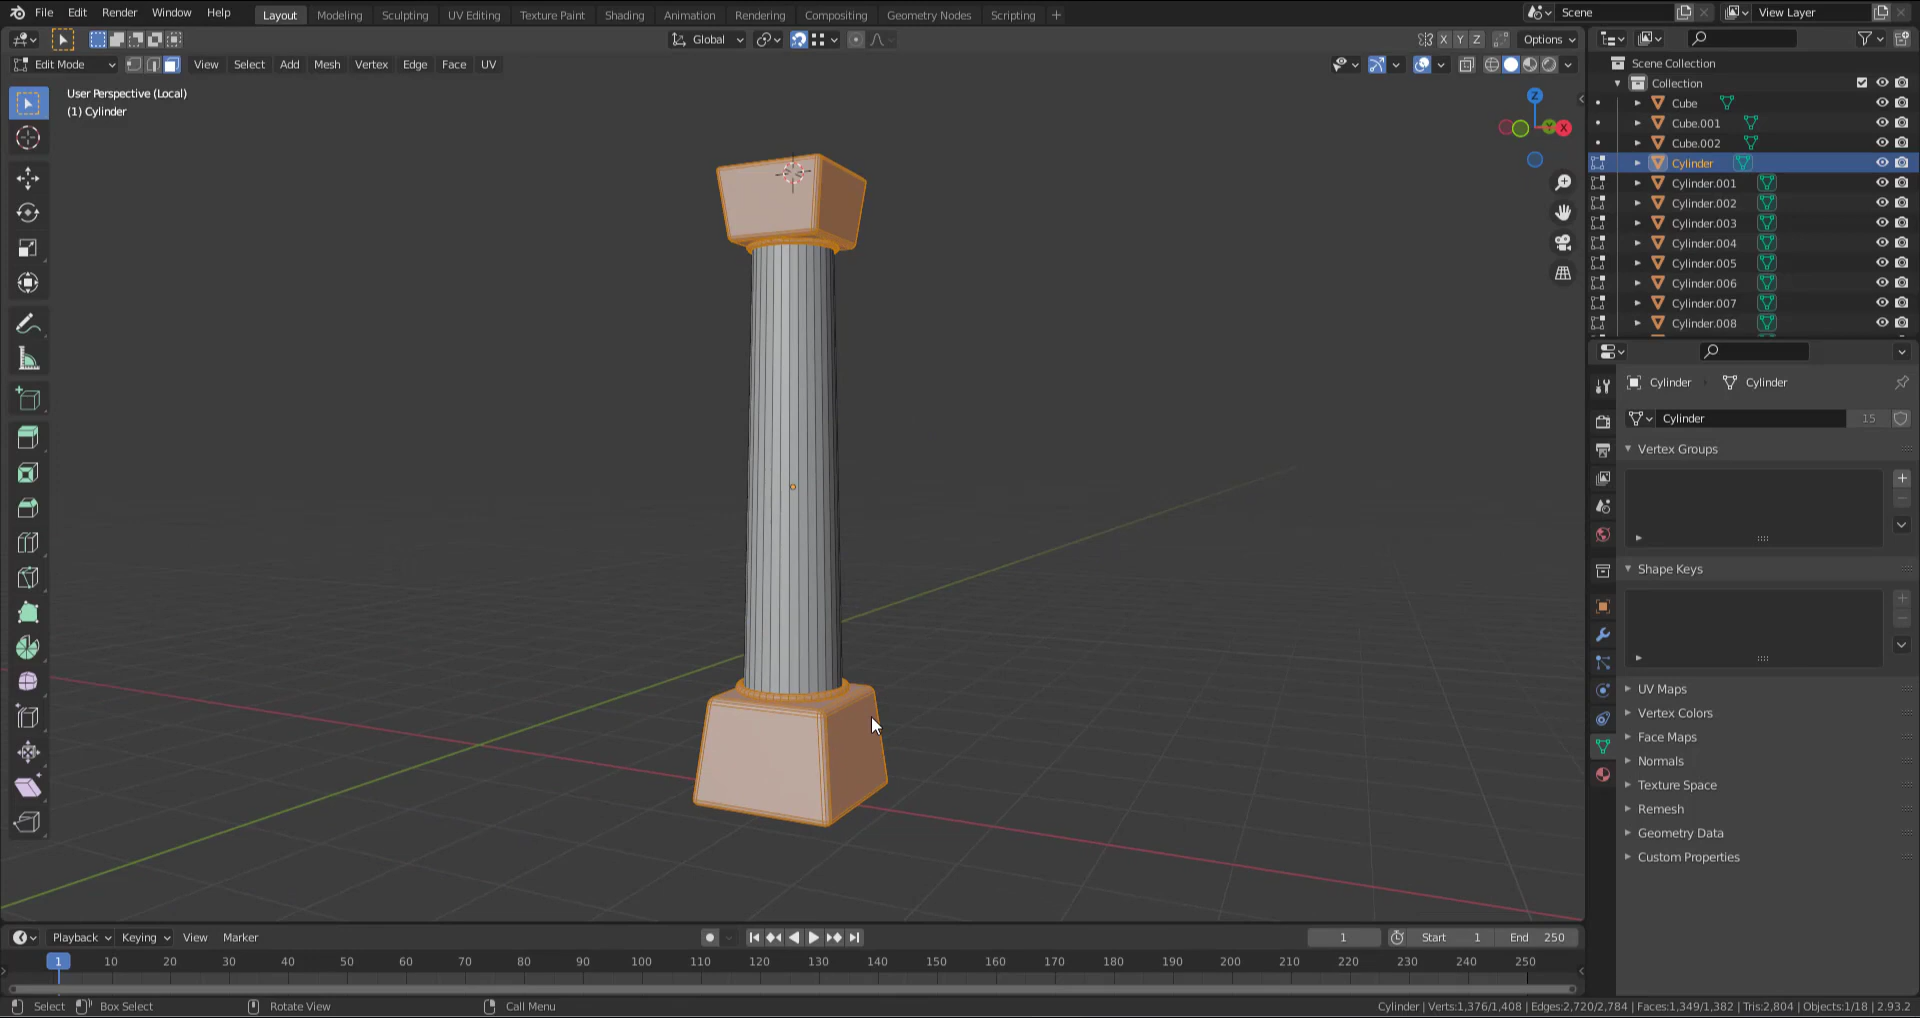 File Edit Render Window Help Layout Modeling Sculpting UV Editing Texture Paint Shading Animation Rendering Compositing Geometry Nodes Scripting + Scene View Layer
Global X Y Z Options
Edit Mode View Select Add Mesh Vertex Edge Face UV
User Perspective (Local)
(1) Cylinder
Z
Y X
Scene Collection
Collection
Cube
Cube.001
Cube.002
Cylinder
Cylinder.001
Cylinder.002
Cylinder.003
Cylinder.004
Cylinder.005
Cylinder.006
Cylinder.007
Cylinder.008
Cylinder Cylinder
Cylinder 15
Vertex Groups
Shape Keys
UV Maps
Vertex Colors
Face Maps
Normals
Texture Space
Remesh
Geometry Data
Custom Properties
Playback Keying View Marker 1 Start 1 End 250
1 10 20 30 40 50 60 70 80 90 100 110 120 130 140 150 160 170 180 190 200 210 220 230 240 250
Select Box Select Rotate View Call Menu Cylinder | Verts:1,376/1,408 | Edges:2,720/2,784 | Faces:1,349/1,382 | Tris:2,804 | Objects:1/18 | 2.93.2